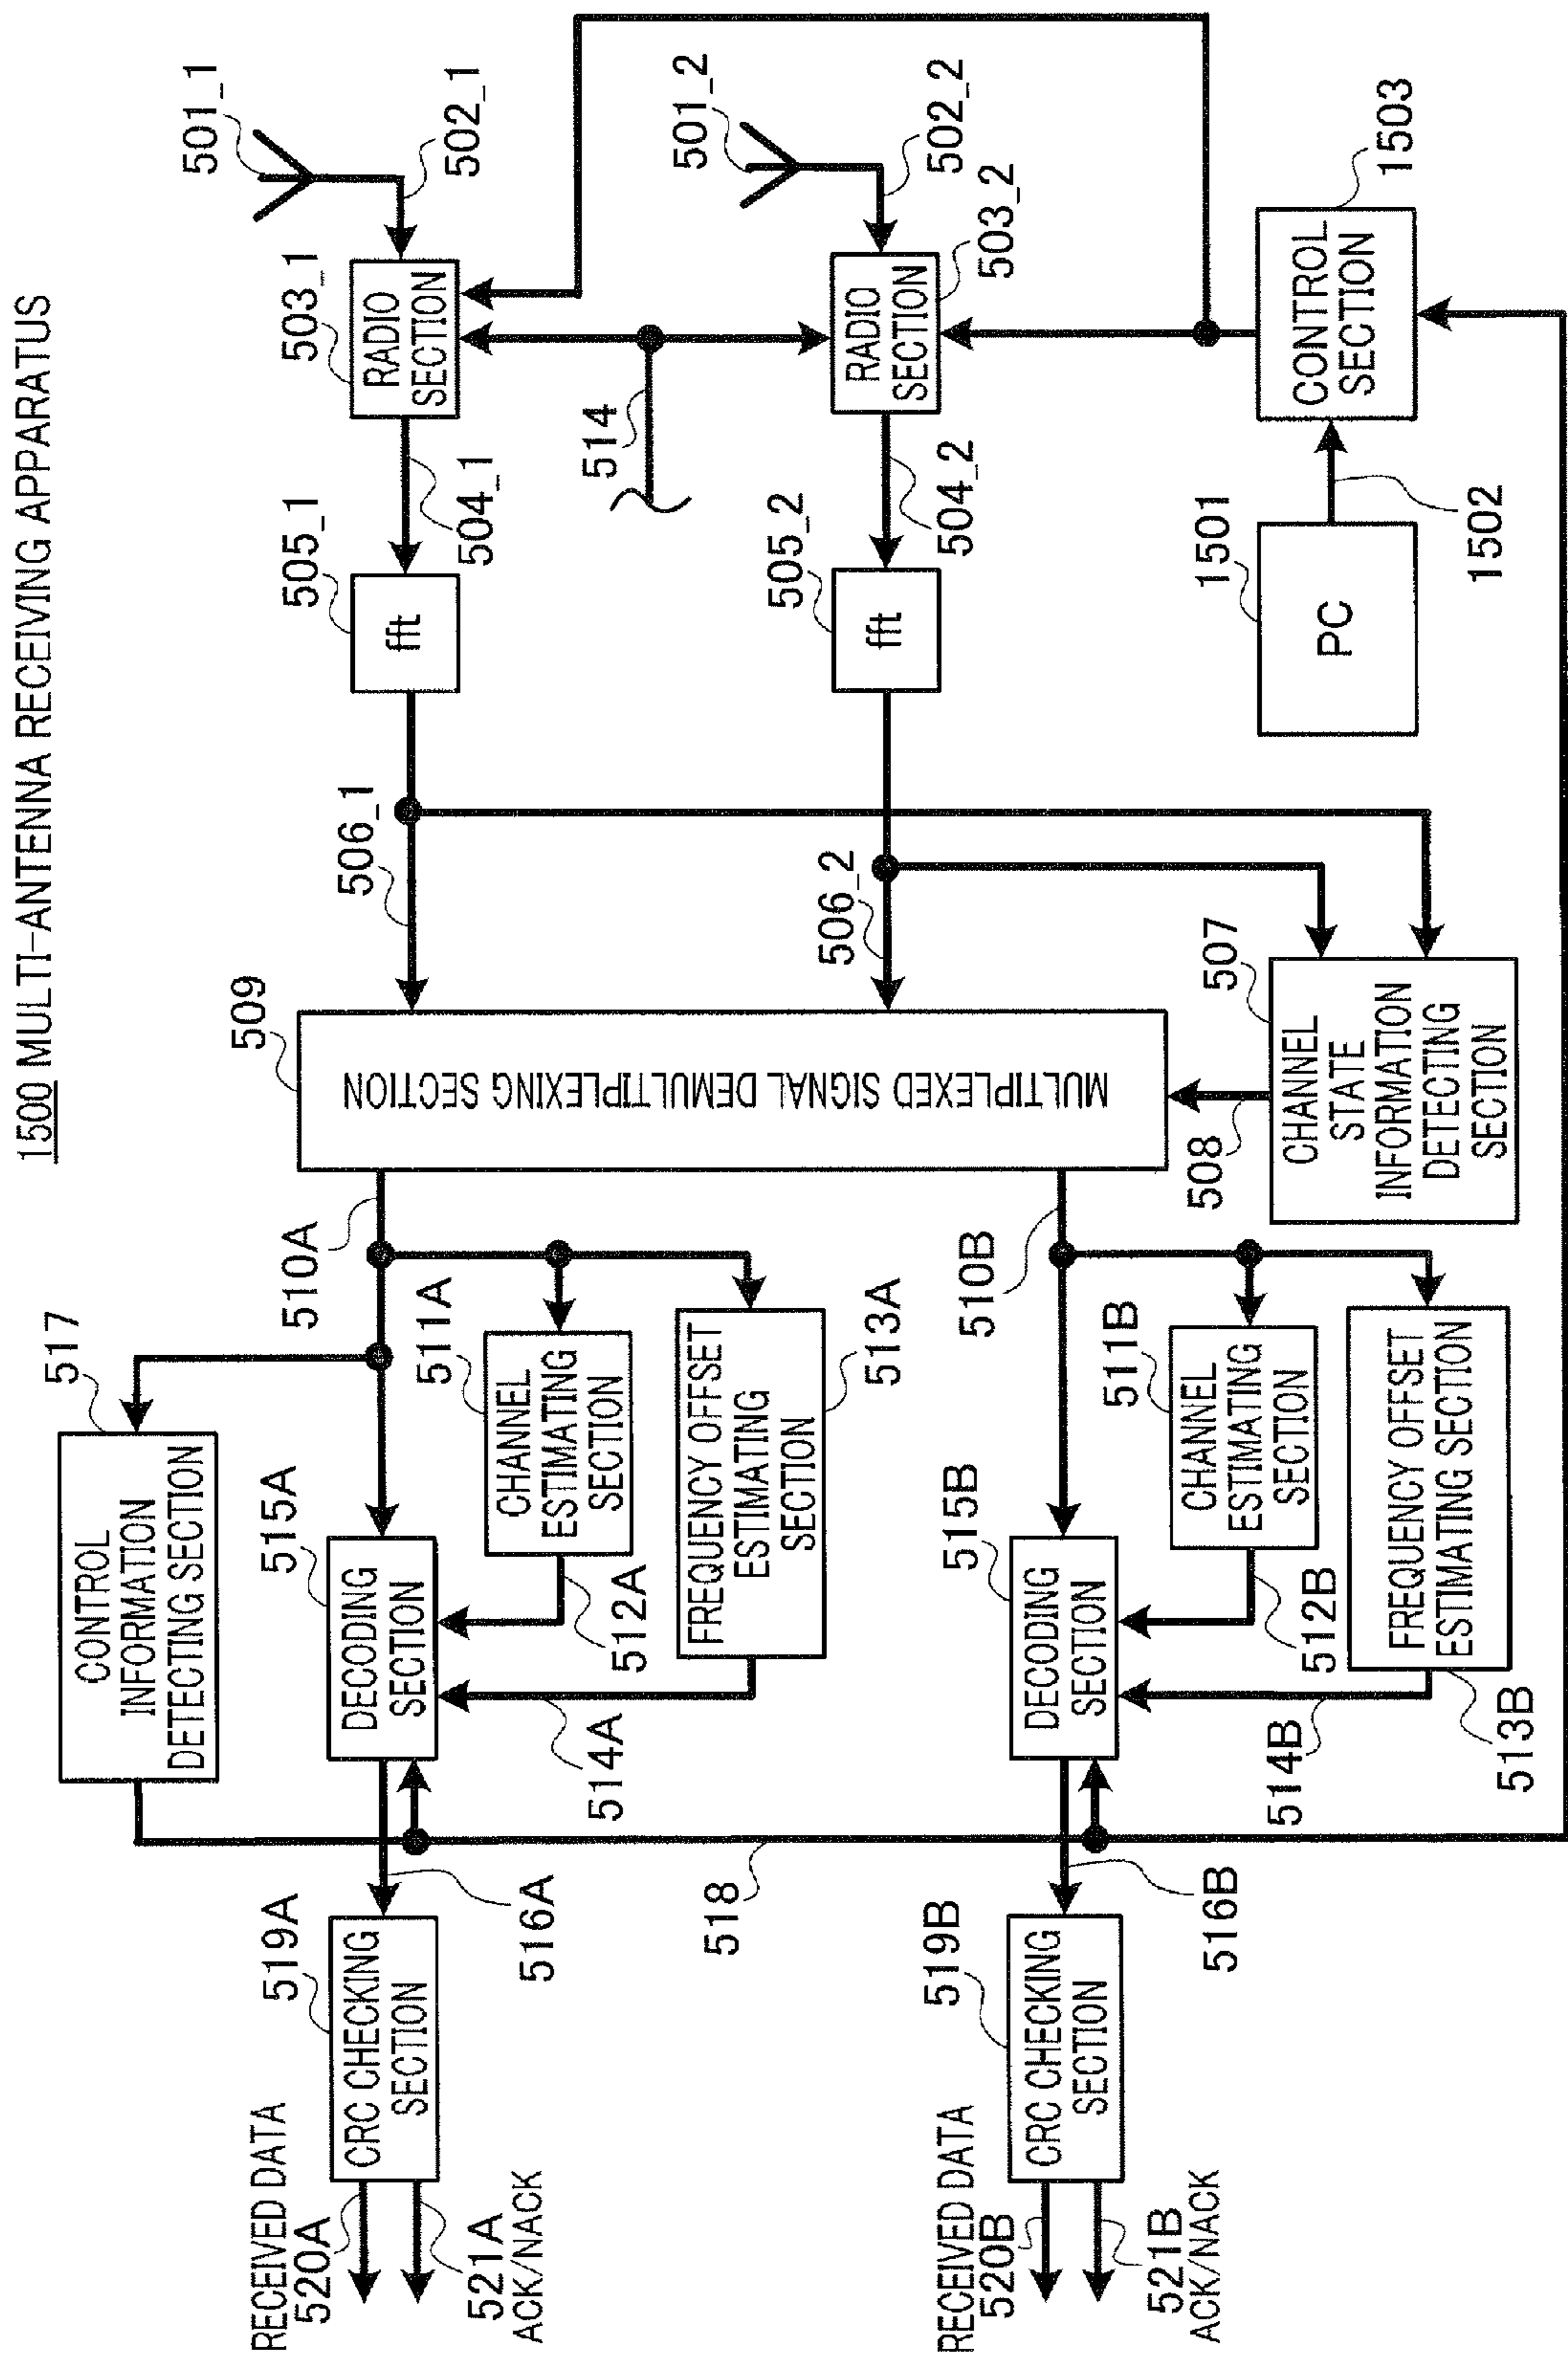 1500 MULTI-ANTENNA RECEIVING APPARATUS
501_1
502_1
503_1
RADIO
SECTION
504_1
505_1
fft
506_1
501_2
502_2
503_2
RADIO
SECTION
514
504_2
505_2
fft
506_2
1503
CONTROL
SECTION
1502
1501
PC
509
MULTIPLEXED SIGNAL DEMULTIPLEXING SECTION
507
CHANNEL
STATE
INFORMATION
DETECTING
SECTION
508
510A
517
CONTROL
INFORMATION
DETECTING SECTION
511A
CHANNEL
ESTIMATING
SECTION
512A
513A
FREQUENCY OFFSET
ESTIMATING
SECTION
514A
515A
DECODING
SECTION
516A
510B
511B
CHANNEL
ESTIMATING
SECTION
512B
513B
FREQUENCY OFFSET
ESTIMATING SECTION
514B
515B
DECODING
SECTION
516B
518
519A
CRC CHECKING
SECTION
RECEIVED DATA
520A
521A
ACK/NACK
519B
CRC CHECKING
SECTION
RECEIVED DATA
520B
521B
ACK/NACK